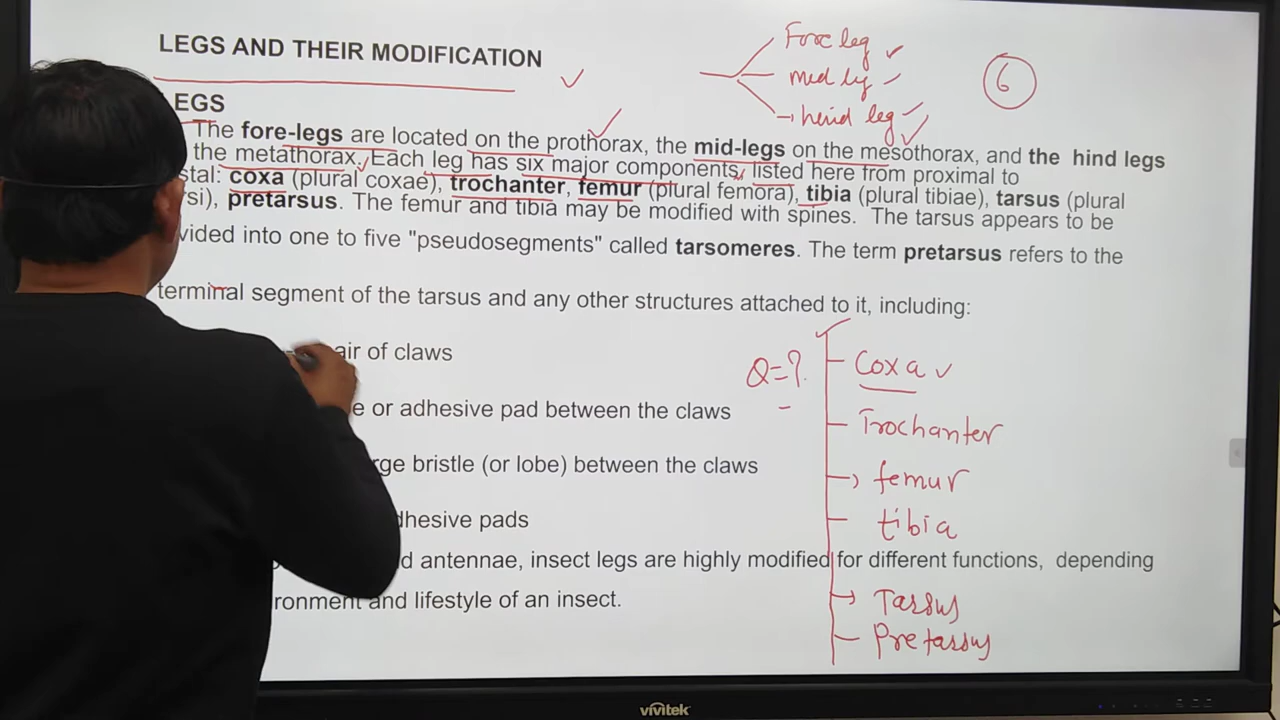 LEGS AND THEIR MODIFICATION
Fore leg
mid leg
hind leg
6
EGS
The fore-legs are located on the prothorax, the mid-legs on the mesothorax, and the hind legs
the metathorax. Each leg has six major components, listed here from proximal to
stal: coxa (plural coxae), trochanter, femur (plural femora), tibia (plural tibiae), tarsus (plural
rsi), pretarsus. The femur and tibia may be modified with spines. The tarsus appears to be
vided into one to five "pseudosegments" called tarsomeres. The term pretarsus refers to the
terminal segment of the tarsus and any other structures attached to it, including:
air of claws
e or adhesive pad between the claws
rge bristle (or lobe) between the claws
dhesive pads
d antennae, insect legs are highly modified for different functions, depending
ronment and lifestyle of an insect.
Q=?
Coxa
Trochanter
femur
tibia
Tassus
Pretassus
vivitek